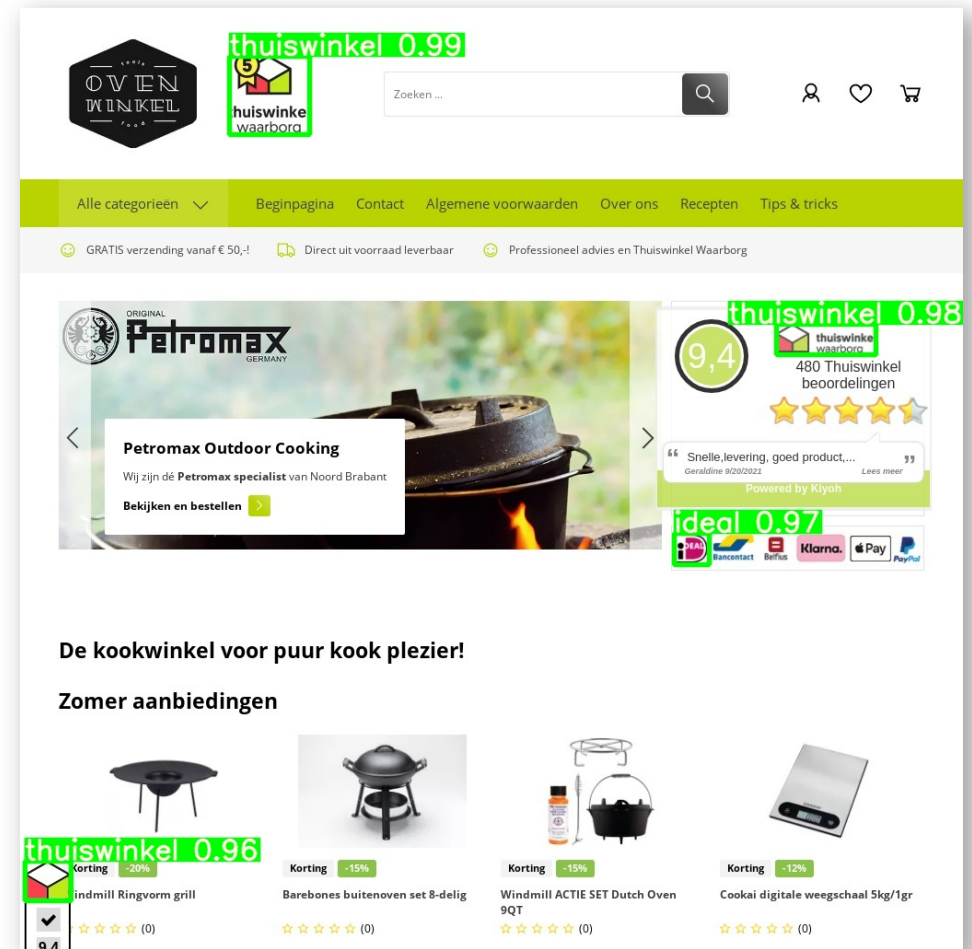 thuiswinkel 0.99
tools
OVEN
WINKEL
food
5
huiswinke
waarborg
Zoeken ...
Alle categorieën
Beginpagina Contact Algemene voorwaarden Over ons Recepten Tips & tricks
GRATIS verzending vanaf € 50,-! Direct uit voorraad leverbaar Professioneel advies en Thuiswinkel Waarborg
ORIGINAL
Petromax
GERMANY
thuiswinkel 0.98
9,4
thuiswinke
waarborg
480 Thuiswinkel
beoordelingen
Petromax Outdoor Cooking
Wij zijn dé Petromax specialist van Noord Brabant
Bekijken en bestellen
“ Snelle,levering, goed product,... ”
Geraldine 9/20/2021 Lees meer
Powered by Kiyoh
ideal 0.97
iDEAL Bancontact Belfius Klarna. Pay PayPal
De kookwinkel voor puur kook plezier!
Zomer aanbiedingen
thuiswinkel 0.96
Korting -20% Korting -15% Korting -15% Korting -12%
indmill Ringvorm grill Barebones buitenoven set 8-delig Windmill ACTIE SET Dutch Oven Cookai digitale weegschaal 5kg/1gr
9QT
(0) (0) (0) (0)
9.4